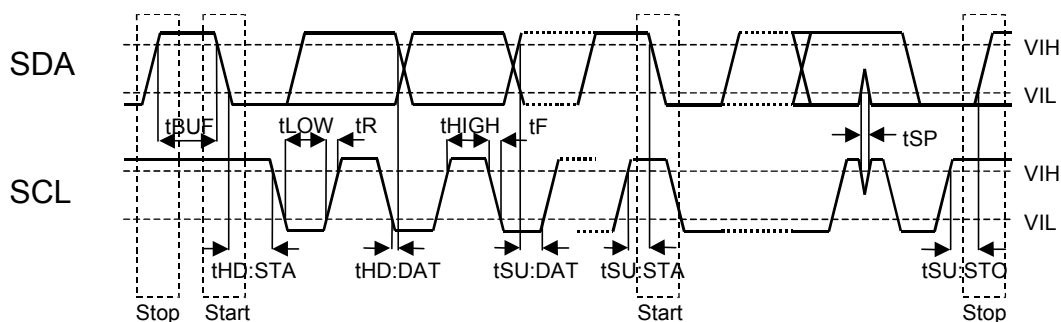 SDA
VIH
VIL
tBUF
tLOW
tR
tHIGH
tF
tSP
SCL
VIH
VIL
tHD:STA
tHD:DAT
tSU:DAT
tSU:STA
tSU:STO
Stop
Start
Start
Stop